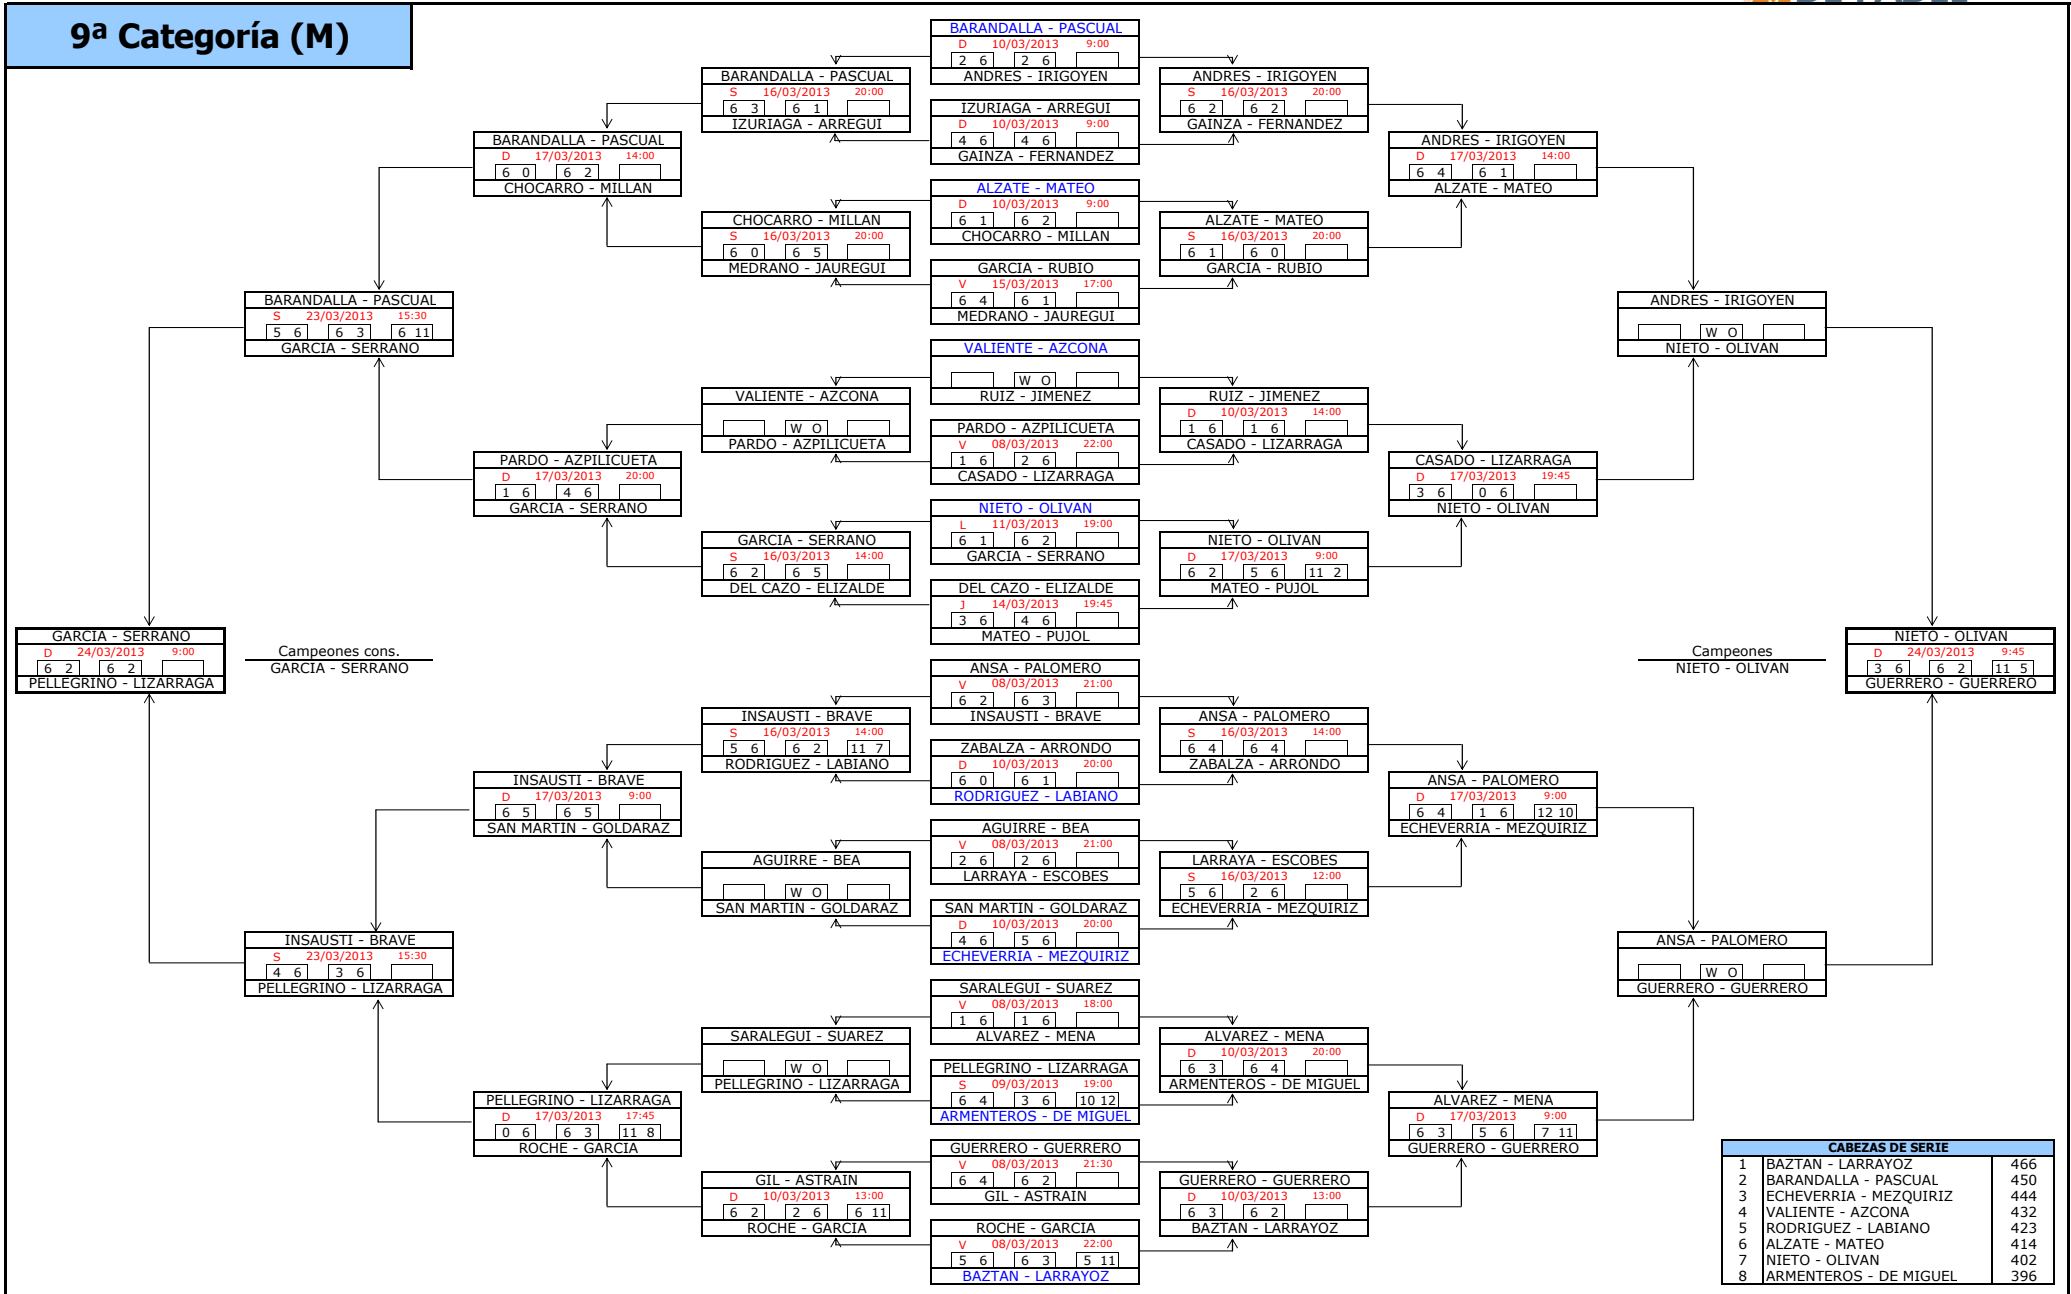 9ª Categoría (M)
BARANDALLA - PASCUAL
D 10/03/2013 9:00
2 6 2 6
ANDRES - IRIGOYEN
IZURIAGA - ARREGUI
D 10/03/2013 9:00
4 6 4 6
GAINZA - FERNANDEZ
ALZATE - MATEO
D 10/03/2013 9:00
6 1 6 2
CHOCARRO - MILLAN
GARCIA - RUBIO
V 15/03/2013 17:00
6 4 6 1
MEDRANO - JAUREGUI
VALIENTE - AZCONA
W O
RUIZ - JIMENEZ
PARDO - AZPILICUETA
V 08/03/2013 22:00
1 6 2 6
CASADO - LIZARRAGA
NIETO - OLIVAN
L 11/03/2013 19:00
6 1 6 2
GARCIA - SERRANO
DEL CAZO - ELIZALDE
J 14/03/2013 19:45
3 6 4 6
MATEO - PUJOL
ANSA - PALOMERO
V 08/03/2013 21:00
6 2 6 3
INSAUSTI - BRAVE
ZABALZA - ARRONDO
D 10/03/2013 20:00
6 0 6 1
RODRIGUEZ - LABIANO
AGUIRRE - BEA
V 08/03/2013 21:00
2 6 2 6
LARRAYA - ESCOBES
SAN MARTIN - GOLDARAZ
D 10/03/2013 20:00
4 6 5 6
ECHEVERRIA - MEZQUIRIZ
SARALEGUI - SUAREZ
V 08/03/2013 18:00
1 6 1 6
ALVAREZ - MENA
PELLEGRINO - LIZARRAGA
S 09/03/2013 19:00
6 4 3 6 10 12
ARMENTEROS - DE MIGUEL
GUERRERO - GUERRERO
V 08/03/2013 21:30
6 4 6 2
GIL - ASTRAIN
ROCHE - GARCIA
V 08/03/2013 22:00
5 6 6 3 5 11
BAZTAN - LARRAYOZ
BARANDALLA - PASCUAL
S 16/03/2013 20:00
6 3 6 1
IZURIAGA - ARREGUI
CHOCARRO - MILLAN
S 16/03/2013 20:00
6 0 6 5
MEDRANO - JAUREGUI
VALIENTE - AZCONA
W O
PARDO - AZPILICUETA
GARCIA - SERRANO
S 16/03/2013 14:00
6 2 6 5
DEL CAZO - ELIZALDE
INSAUSTI - BRAVE
S 16/03/2013 14:00
5 6 6 2 11 7
RODRIGUEZ - LABIANO
AGUIRRE - BEA
W O
SAN MARTIN - GOLDARAZ
SARALEGUI - SUAREZ
W O
PELLEGRINO - LIZARRAGA
GIL - ASTRAIN
D 10/03/2013 13:00
6 2 2 6 6 11
ROCHE - GARCIA
BARANDALLA - PASCUAL
D 17/03/2013 14:00
6 0 6 2
CHOCARRO - MILLAN
PARDO - AZPILICUETA
D 17/03/2013 20:00
1 6 4 6
GARCIA - SERRANO
INSAUSTI - BRAVE
D 17/03/2013 9:00
6 5 6 5
SAN MARTIN - GOLDARAZ
PELLEGRINO - LIZARRAGA
D 17/03/2013 17:45
0 6 6 3 11 8
ROCHE - GARCIA
BARANDALLA - PASCUAL
S 23/03/2013 15:30
5 6 6 3 6 11
GARCIA - SERRANO
INSAUSTI - BRAVE
S 23/03/2013 15:30
4 6 3 6
PELLEGRINO - LIZARRAGA
GARCIA - SERRANO
D 24/03/2013 9:00
6 2 6 2
PELLEGRINO - LIZARRAGA
Campeones cons.
GARCIA - SERRANO
ANDRES - IRIGOYEN
S 16/03/2013 20:00
6 2 6 2
GAINZA - FERNANDEZ
ALZATE - MATEO
S 16/03/2013 20:00
6 1 6 0
GARCIA - RUBIO
RUIZ - JIMENEZ
D 10/03/2013 14:00
1 6 1 6
CASADO - LIZARRAGA
NIETO - OLIVAN
D 17/03/2013 9:00
6 2 5 6 11 2
MATEO - PUJOL
ANSA - PALOMERO
S 16/03/2013 14:00
6 4 6 4
ZABALZA - ARRONDO
LARRAYA - ESCOBES
S 16/03/2013 12:00
5 6 2 6
ECHEVERRIA - MEZQUIRIZ
ALVAREZ - MENA
D 10/03/2013 20:00
6 3 6 4
ARMENTEROS - DE MIGUEL
GUERRERO - GUERRERO
D 10/03/2013 13:00
6 3 6 2
BAZTAN - LARRAYOZ
ANDRES - IRIGOYEN
D 17/03/2013 14:00
6 4 6 1
ALZATE - MATEO
CASADO - LIZARRAGA
D 17/03/2013 19:45
3 6 0 6
NIETO - OLIVAN
ANSA - PALOMERO
D 17/03/2013 9:00
6 4 1 6 12 10
ECHEVERRIA - MEZQUIRIZ
ALVAREZ - MENA
D 17/03/2013 9:00
6 3 5 6 7 11
GUERRERO - GUERRERO
ANDRES - IRIGOYEN
W O
NIETO - OLIVAN
ANSA - PALOMERO
W O
GUERRERO - GUERRERO
Campeones
NIETO - OLIVAN
NIETO - OLIVAN
D 24/03/2013 9:45
3 6 6 2 11 5
GUERRERO - GUERRERO
CABEZAS DE SERIE
1 BAZTAN - LARRAYOZ 466
2 BARANDALLA - PASCUAL 450
3 ECHEVERRIA - MEZQUIRIZ 444
4 VALIENTE - AZCONA 432
5 RODRIGUEZ - LABIANO 423
6 ALZATE - MATEO 414
7 NIETO - OLIVAN 402
8 ARMENTEROS - DE MIGUEL 396